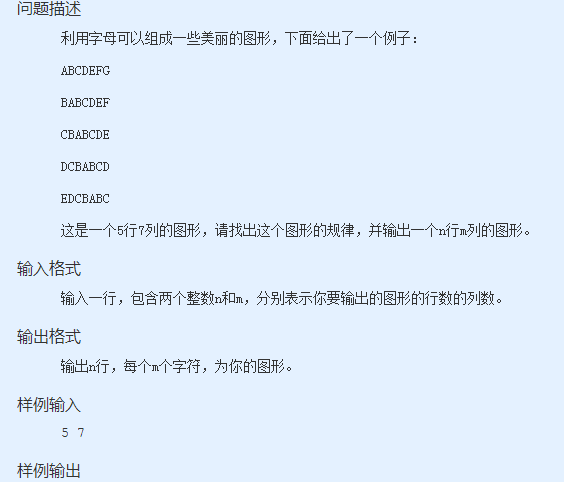 问题描述
利用字母可以组成一些美丽的图形，下面给出了一个例子：
ABCDEFG
BABCDEF
CBABCDE
DCBABCD
EDCBABC
这是一个5行7列的图形，请找出这个图形的规律，并输出一个n行m列的图形。
输入格式
输入一行，包含两个整数n和m，分别表示你要输出的图形的行数的列数。
输出格式
输出n行，每个m个字符，为你的图形。
样例输入
5 7
样例输出